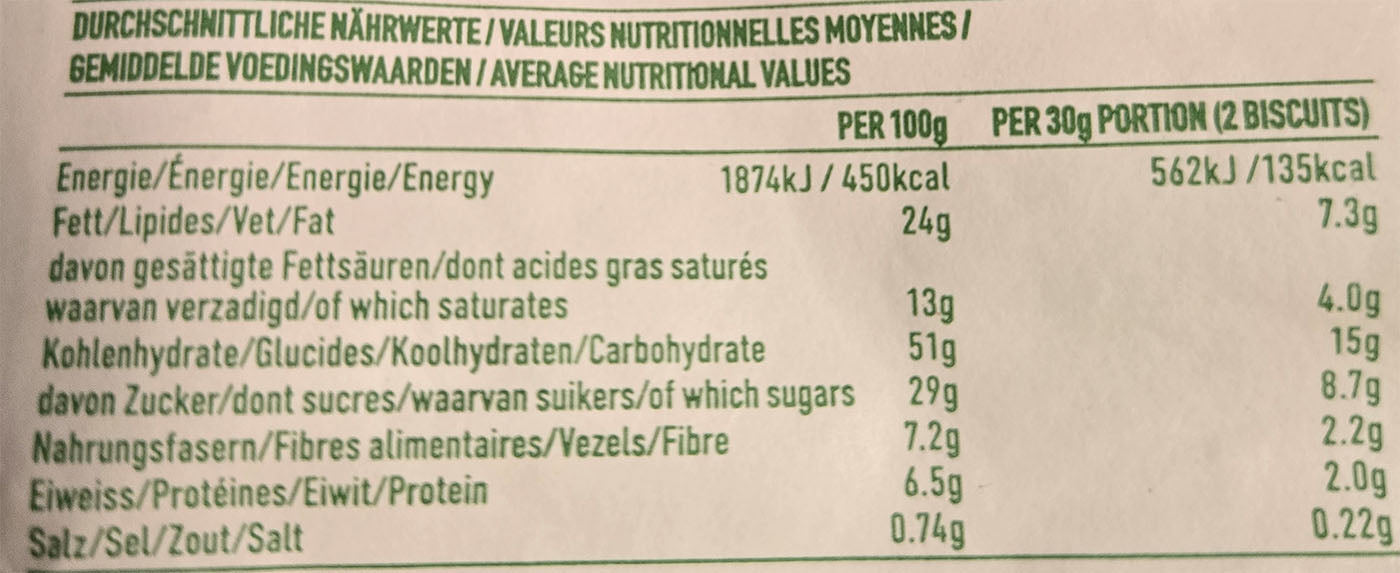 DURCHSCHNITTLICHE NÄHRWERTE / VALEURS NUTRITIONNELLES MOYENNES /
GEMIDDELDE VOEDINGSWAARDEN / AVERAGE NUTRITIONAL VALUES
PER 100g PER 30g PORTION (2 BISCUITS)
Energie/Énergie/Energie/Energy 1874kJ / 450kcal 562kJ /135kcal
Fett/Lipides/Vet/Fat 24g 7.3g
davon gesättigte Fettsäuren/dont acides gras saturés
waarvan verzadigd/of which saturates 13g 4.0g
Kohlenhydrate/Glucides/Koolhydraten/Carbohydrate 51g 15g
davon Zucker/dont sucres/waarvan suikers/of which sugars 29g 8.7g
Nahrungsfasern/Fibres alimentaires/Vezels/Fibre 7.2g 2.2g
Eiweiss/Protéines/Eiwit/Protein 6.5g 2.0g
Salz/Sel/Zout/Salt 0.74g 0.22g